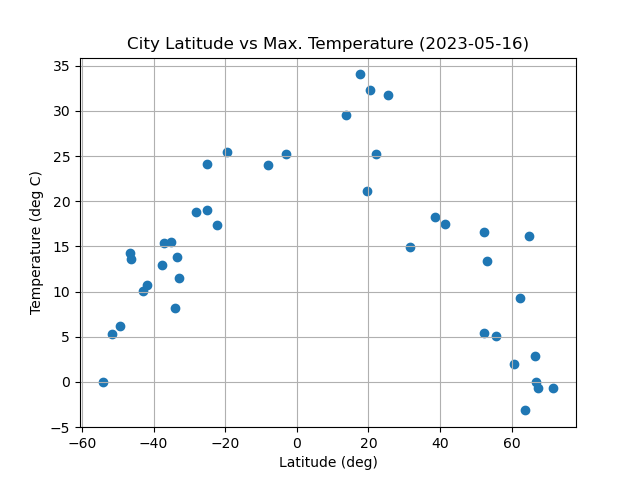 City Latitude vs Max. Temperature (2023-05-16)
35
30
25
20
15
10
5
0
−5
Temperature (deg C)
−60 −40 −20 0 20 40 60
Latitude (deg)